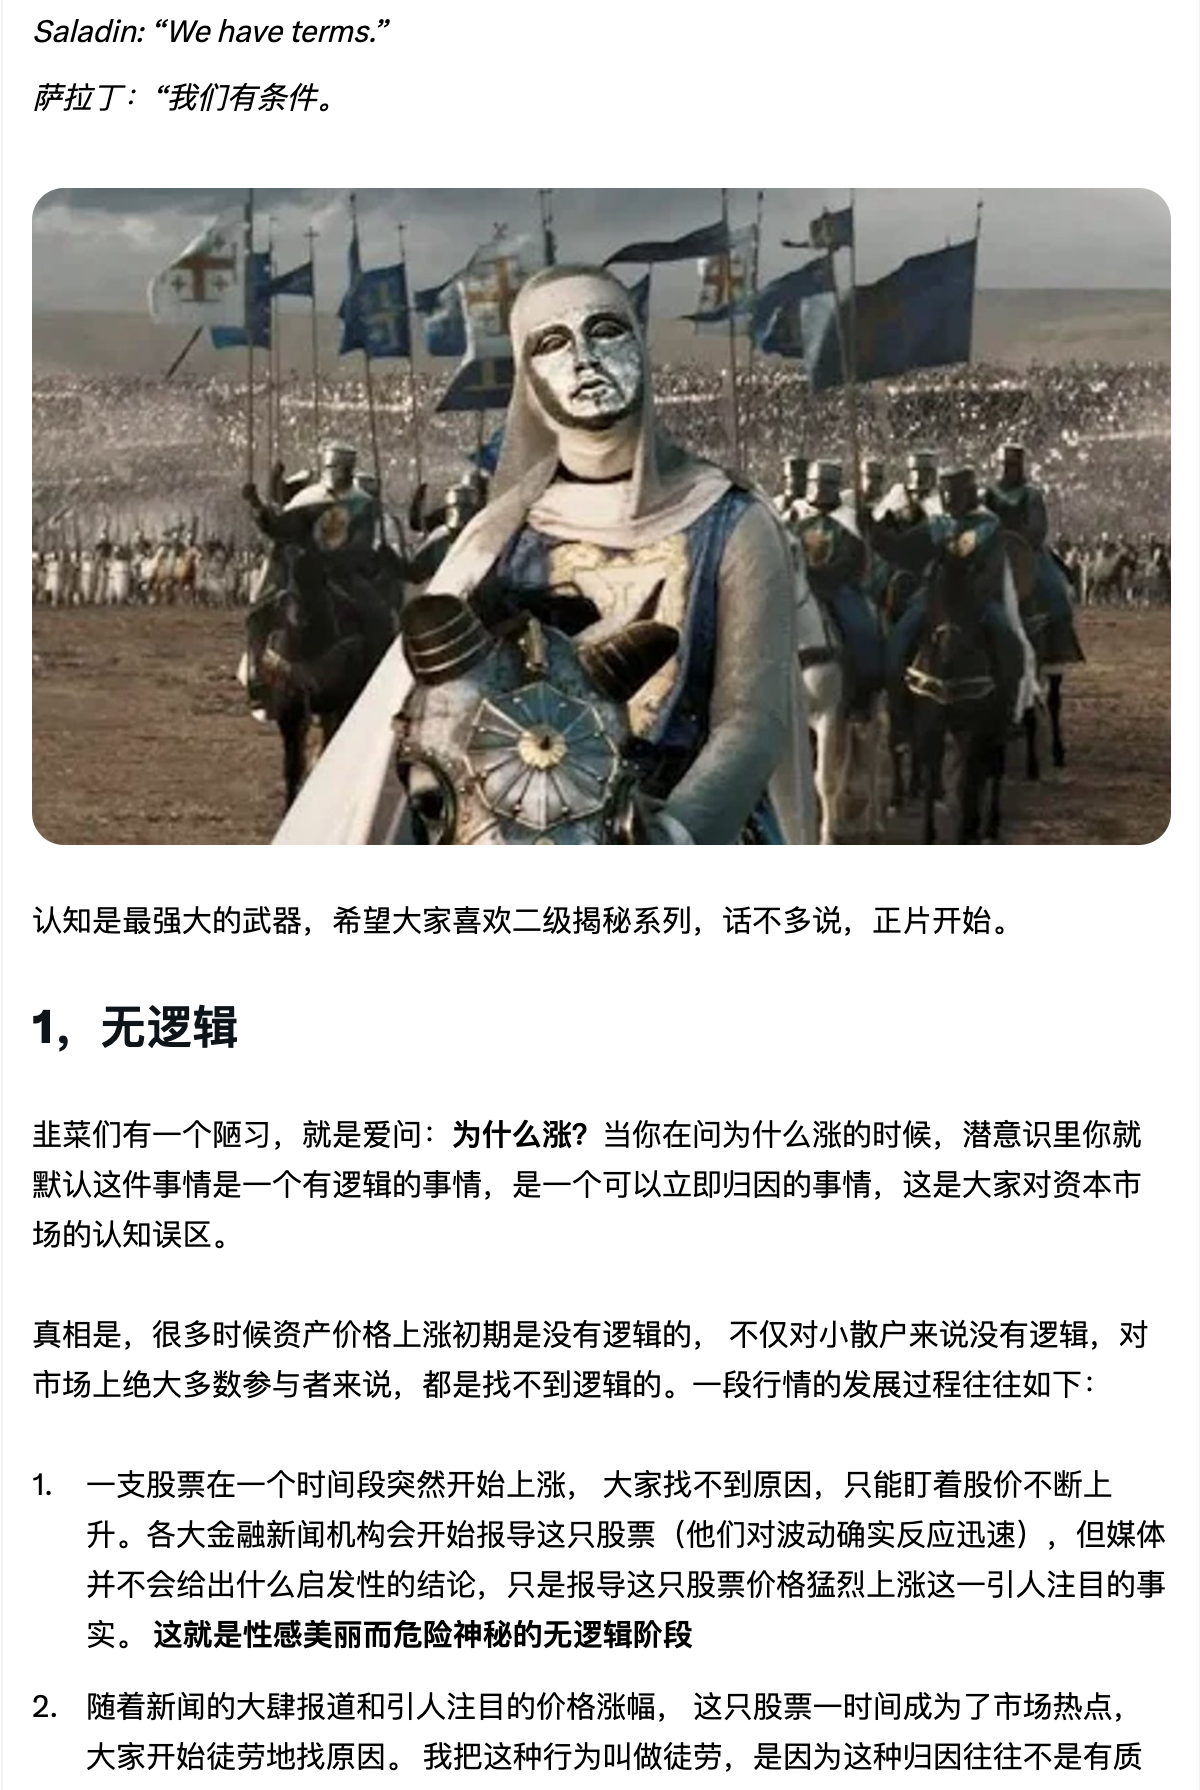 Saladin: “We have terms.”
萨拉丁：“我们有条件。
认知是最强大的武器，希望大家喜欢二级揭秘系列，话不多说，正片开始。
1，无逻辑
韭菜们有一个陋习，就是爱问：为什么涨？当你在问为什么涨的时候，潜意识里你就
默认这件事情是一个有逻辑的事情，是一个可以立即归因的事情，这是大家对资本市
场的认知误区。
真相是，很多时候资产价格上涨初期是没有逻辑的， 不仅对小散户来说没有逻辑，对
市场上绝大多数参与者来说，都是找不到逻辑的。一段行情的发展过程往往如下：
1. 一支股票在一个时间段突然开始上涨， 大家找不到原因，只能盯着股价不断上
升。各大金融新闻机构会开始报导这只股票（他们对波动确实反应迅速），但媒体
并不会给出什么启发性的结论，只是报导这只股票价格猛烈上涨这一引人注目的事
实。 这就是性感美丽而危险神秘的无逻辑阶段
2. 随着新闻的大肆报道和引人注目的价格涨幅， 这只股票一时间成为了市场热点，
大家开始徒劳地找原因。 我把这种行为叫做徒劳，是因为这种归因往往不是有质